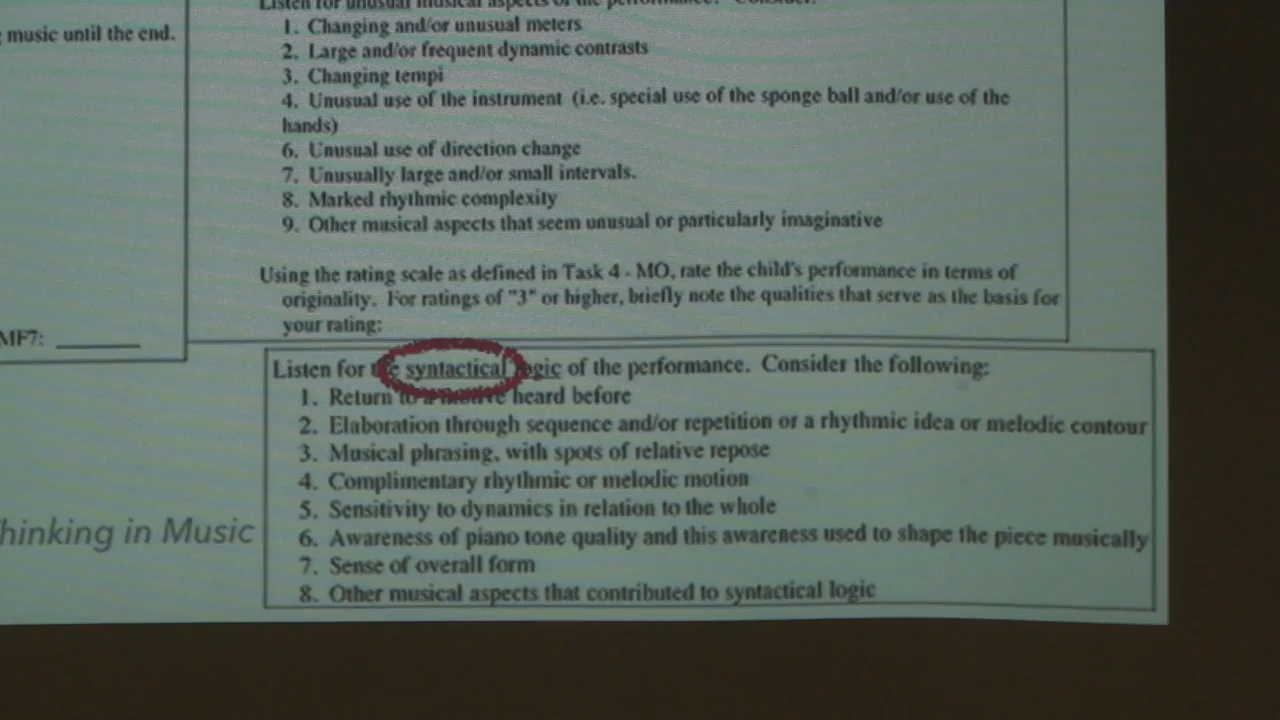 music until the end.
MF7:
hinking in Music
Listen for unusual musical aspects of the performance. Consider:
1. Changing and/or unusual meters
2. Large and/or frequent dynamic contrasts
3. Changing tempi
4. Unusual use of the instrument (i.e. special use of the sponge ball and/or use of the
hands)
6. Unusual use of direction change
7. Unusually large and/or small intervals.
8. Marked rhythmic complexity
9. Other musical aspects that seem unusual or particularly imaginative
Using the rating scale as defined in Task 4 - MO, rate the child's performance in terms of
originality. For ratings of "3" or higher, briefly note the qualities that serve as the basis for
your rating:
Listen for the syntactical logic of the performance. Consider the following:
1. Return to a motive heard before
2. Elaboration through sequence and/or repetition or a rhythmic idea or melodic contour
3. Musical phrasing, with spots of relative repose
4. Complimentary rhythmic or melodic motion
5. Sensitivity to dynamics in relation to the whole
6. Awareness of piano tone quality and this awareness used to shape the piece musically
7. Sense of overall form
8. Other musical aspects that contributed to syntactical logic